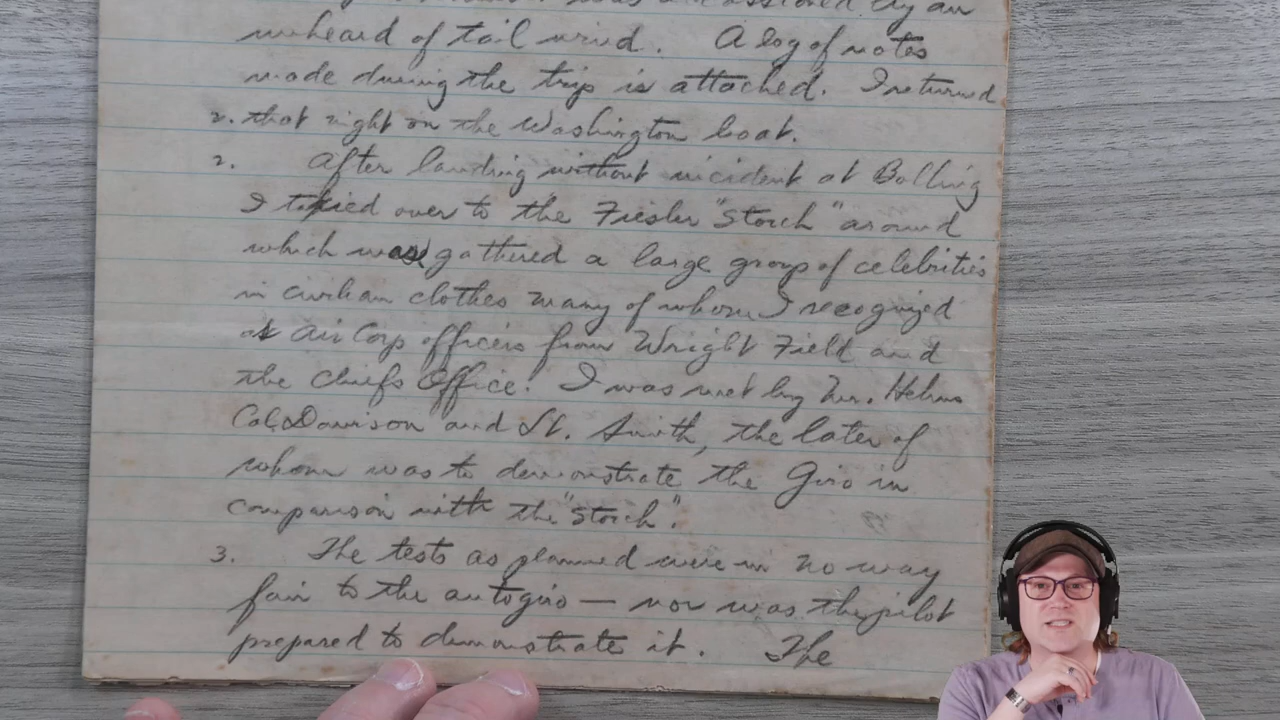 unheard of tail wind. A log of notes
made during the trip is attached. I returned
2. that night on the Washington boat.
2. After landing without incident at Bolling
I taxied over to the Fiesler "Storch" around
which was gathered a large group of celebrities
in civilian clothes many of whom I recognized
as Air Corp officers from Wright Field and
the Chiefs Office. I was met by Mr. Helms
Col. Davison and Lt. Smith, the later of
whom was to demonstrate the Giro in
comparison with the "Storch".
3. The tests as planned were in no way
fair to the autogiro — nor was the pilot
prepared to demonstrate it. The